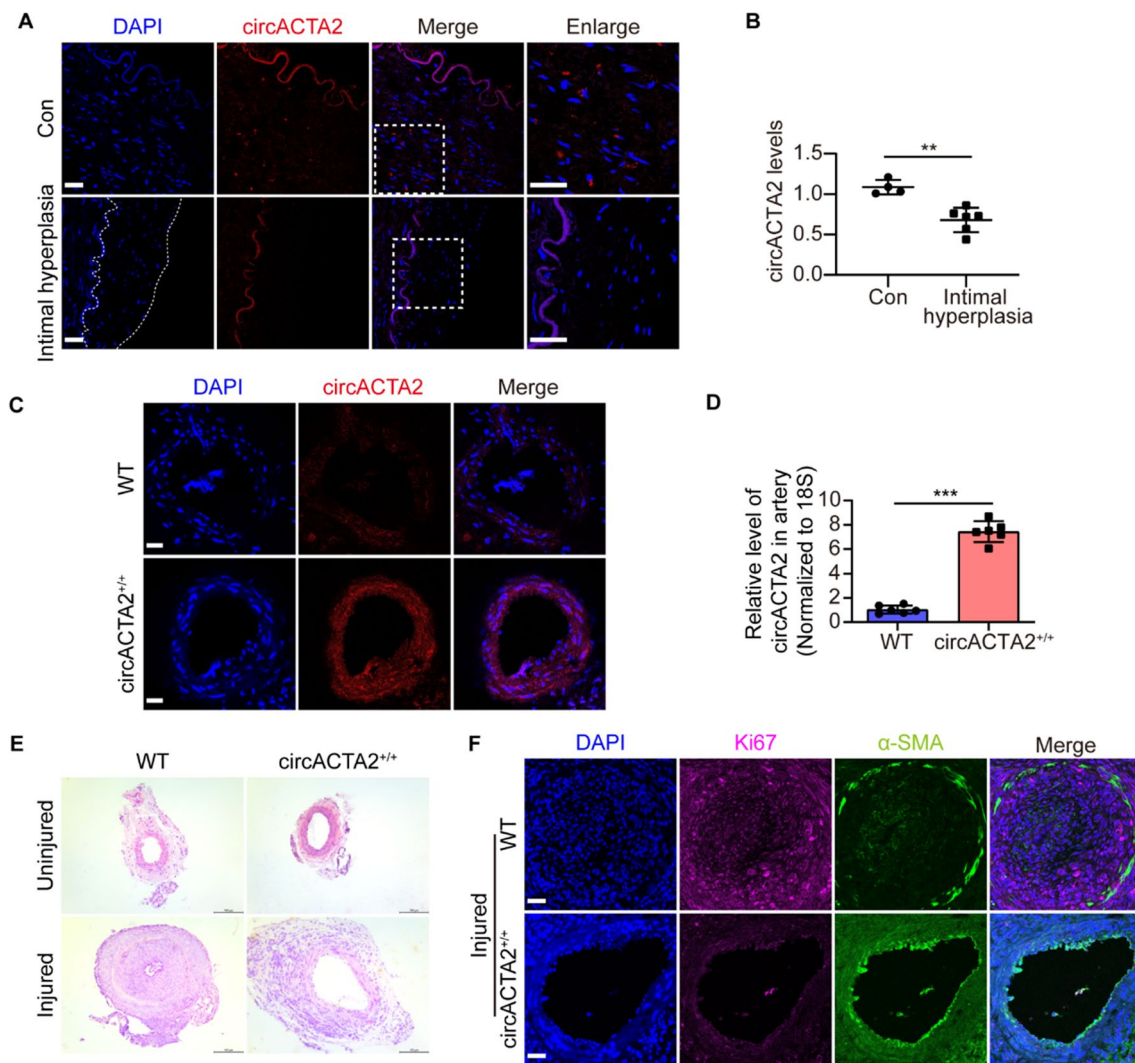 A
DAPI
circACTA2
Merge
Enlarge
Con
Intimal hyperplasia
B
circACTA2 levels
**
1.5
1.0
0.5
0.0
Con
Intimal
hyperplasia
C
DAPI
circACTA2
Merge
WT
circACTA2+/+
D
Relative level of
circACTA2 in artery
(Normalized to 18S)
***
10
8
6
4
2
0
WT
circACTA2+/+
E
WT
circACTA2+/+
Uninjured
Injured
F
DAPI
Ki67
α-SMA
Merge
Injured
WT
circACTA2+/+